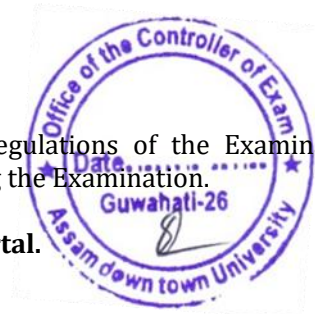 Office of the Controller of Exam
egulations of the Examin
g the Examination.
Date
Guwahati-26
tal.
Assam down town University